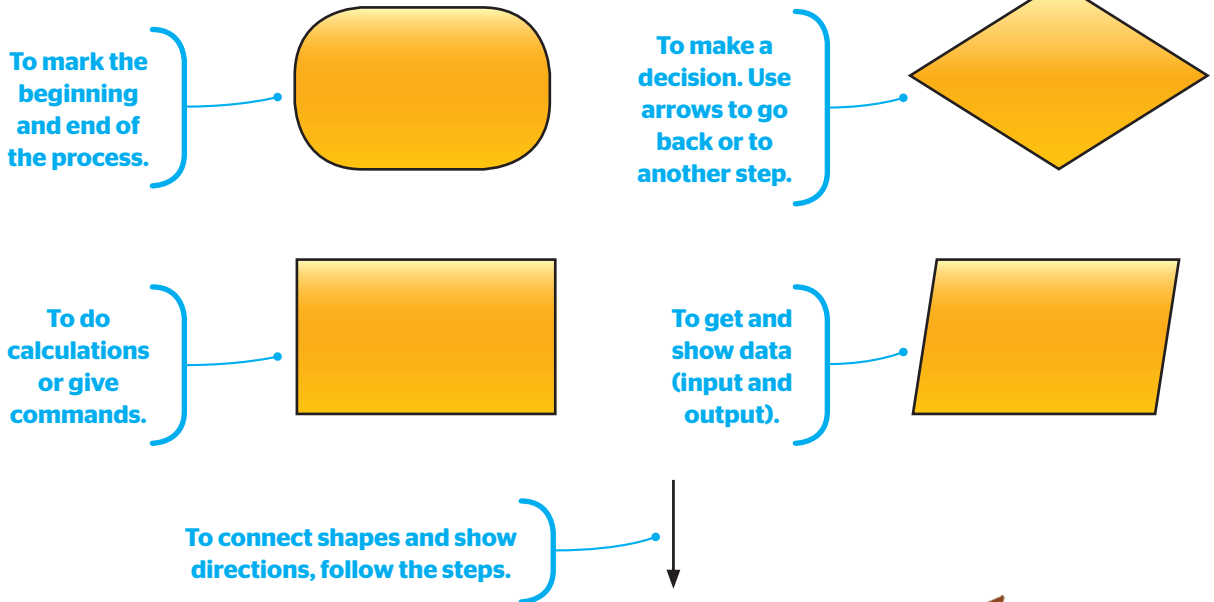 To mark the
beginning
and end of
the process.
To make a
decision. Use
arrows to go
back or to
another step.
To do
calculations
or give
commands.
To get and
show data
(input and
output).
To connect shapes and show
directions, follow the steps.